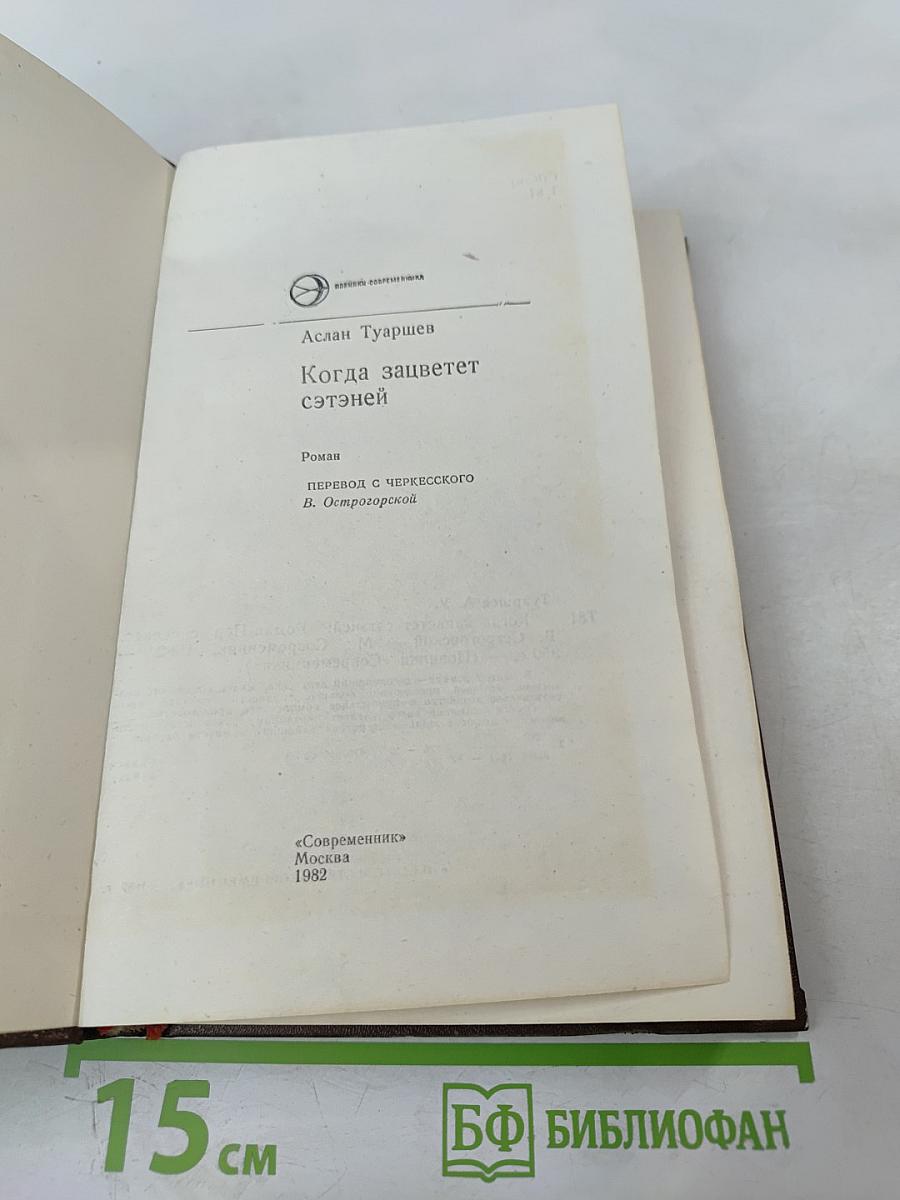 НОВИНКИ «СОВРЕМЕННИКА»
Аслан Туаршев
Когда зацветет
сэтэней
Роман
ПЕРЕВОД С ЧЕРКЕССКОГО
В. Острогорской
«Современник»
Москва
1982
15 см
БФ БИБЛИОФАН